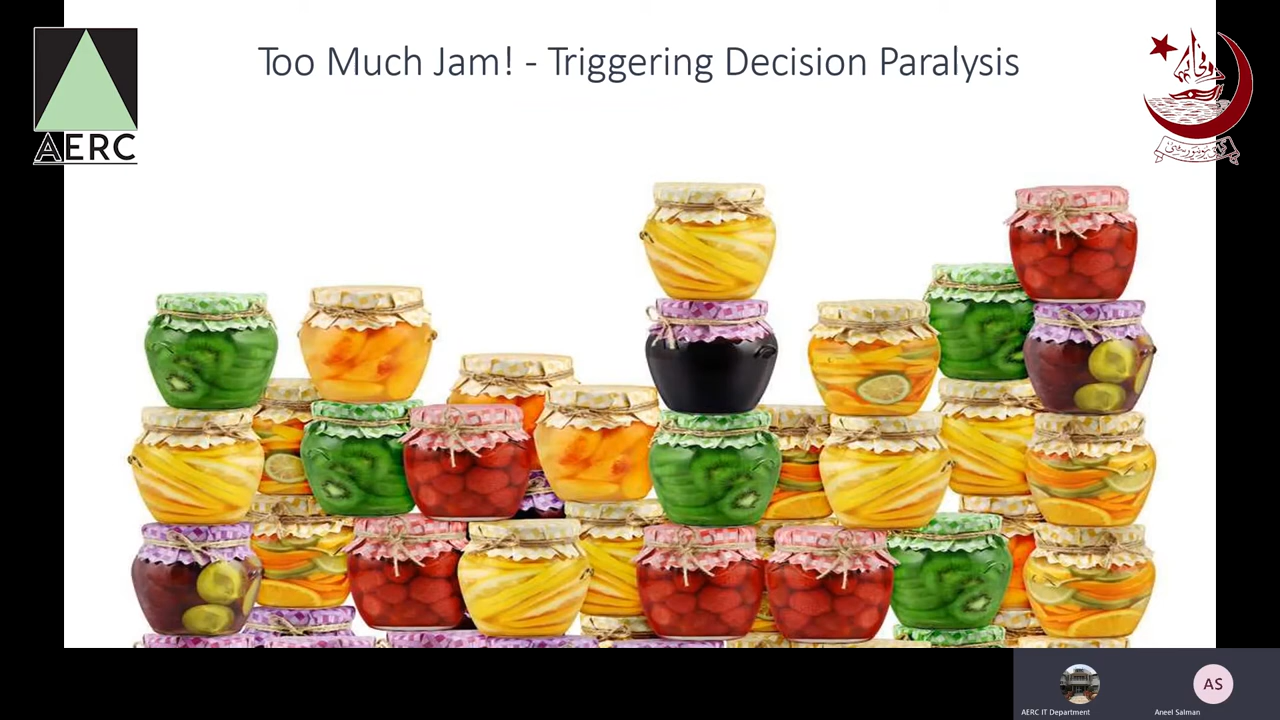 Too Much Jam! - Triggering Decision Paralysis
AERC
AS
AERC IT Department
Aneel Salman